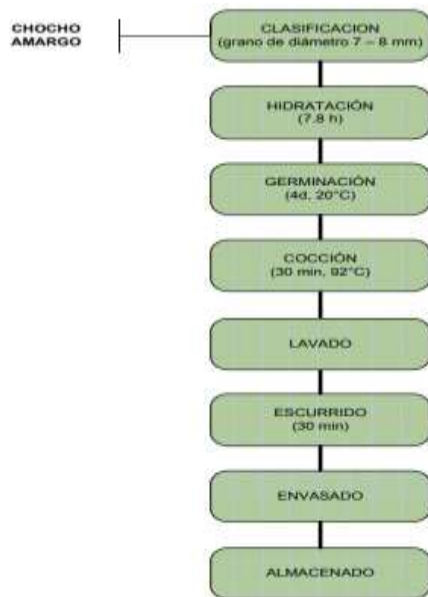 CHOCHO
AMARGO
CLASIFICACION
(grano de diámetro 7 – 8 mm)
HIDRATACIÓN
(7.8 h)
GERMINACIÓN
(4d, 20°C)
COCCIÓN
(30 min, 92°C)
LAVADO
ESCURRIDO
(30 min)
ENVASADO
ALMACENADO